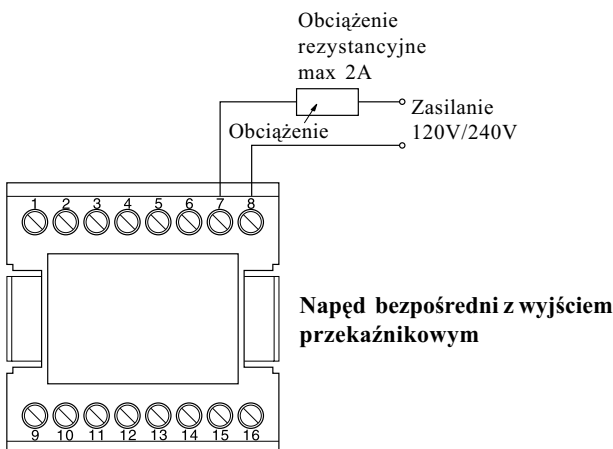 Obciążenie
rezystancyjne
max 2A
Zasilanie
120V/240V
Obciążenie
1 2 3 4 5 6 7 8
Napęd bezpośredni z wyjściem
przekaźnikowym
9 10 11 12 13 14 15 16